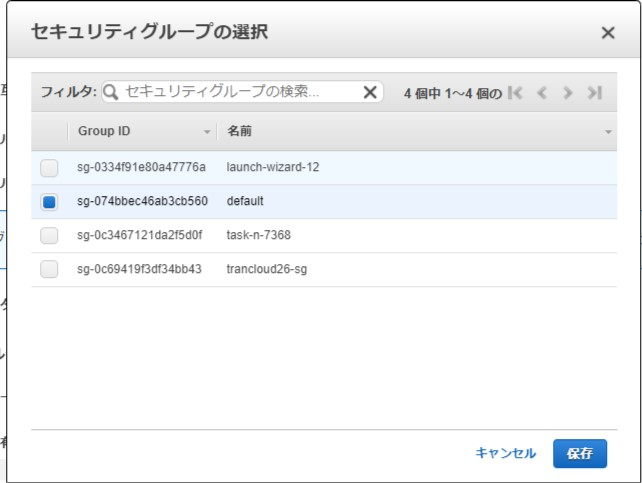 セキュリティグループの選択
フィルタ: セキュリティグループの検索... 4 個中 1～4 個の
Group ID 名前
sg-0334f91e80a47776a launch-wizard-12
sg-074bbec46ab3cb560 default
sg-0c3467121da2f5d0f task-n-7368
sg-0c69419f3df34bb43 trancloud26-sg
キャンセル 保存